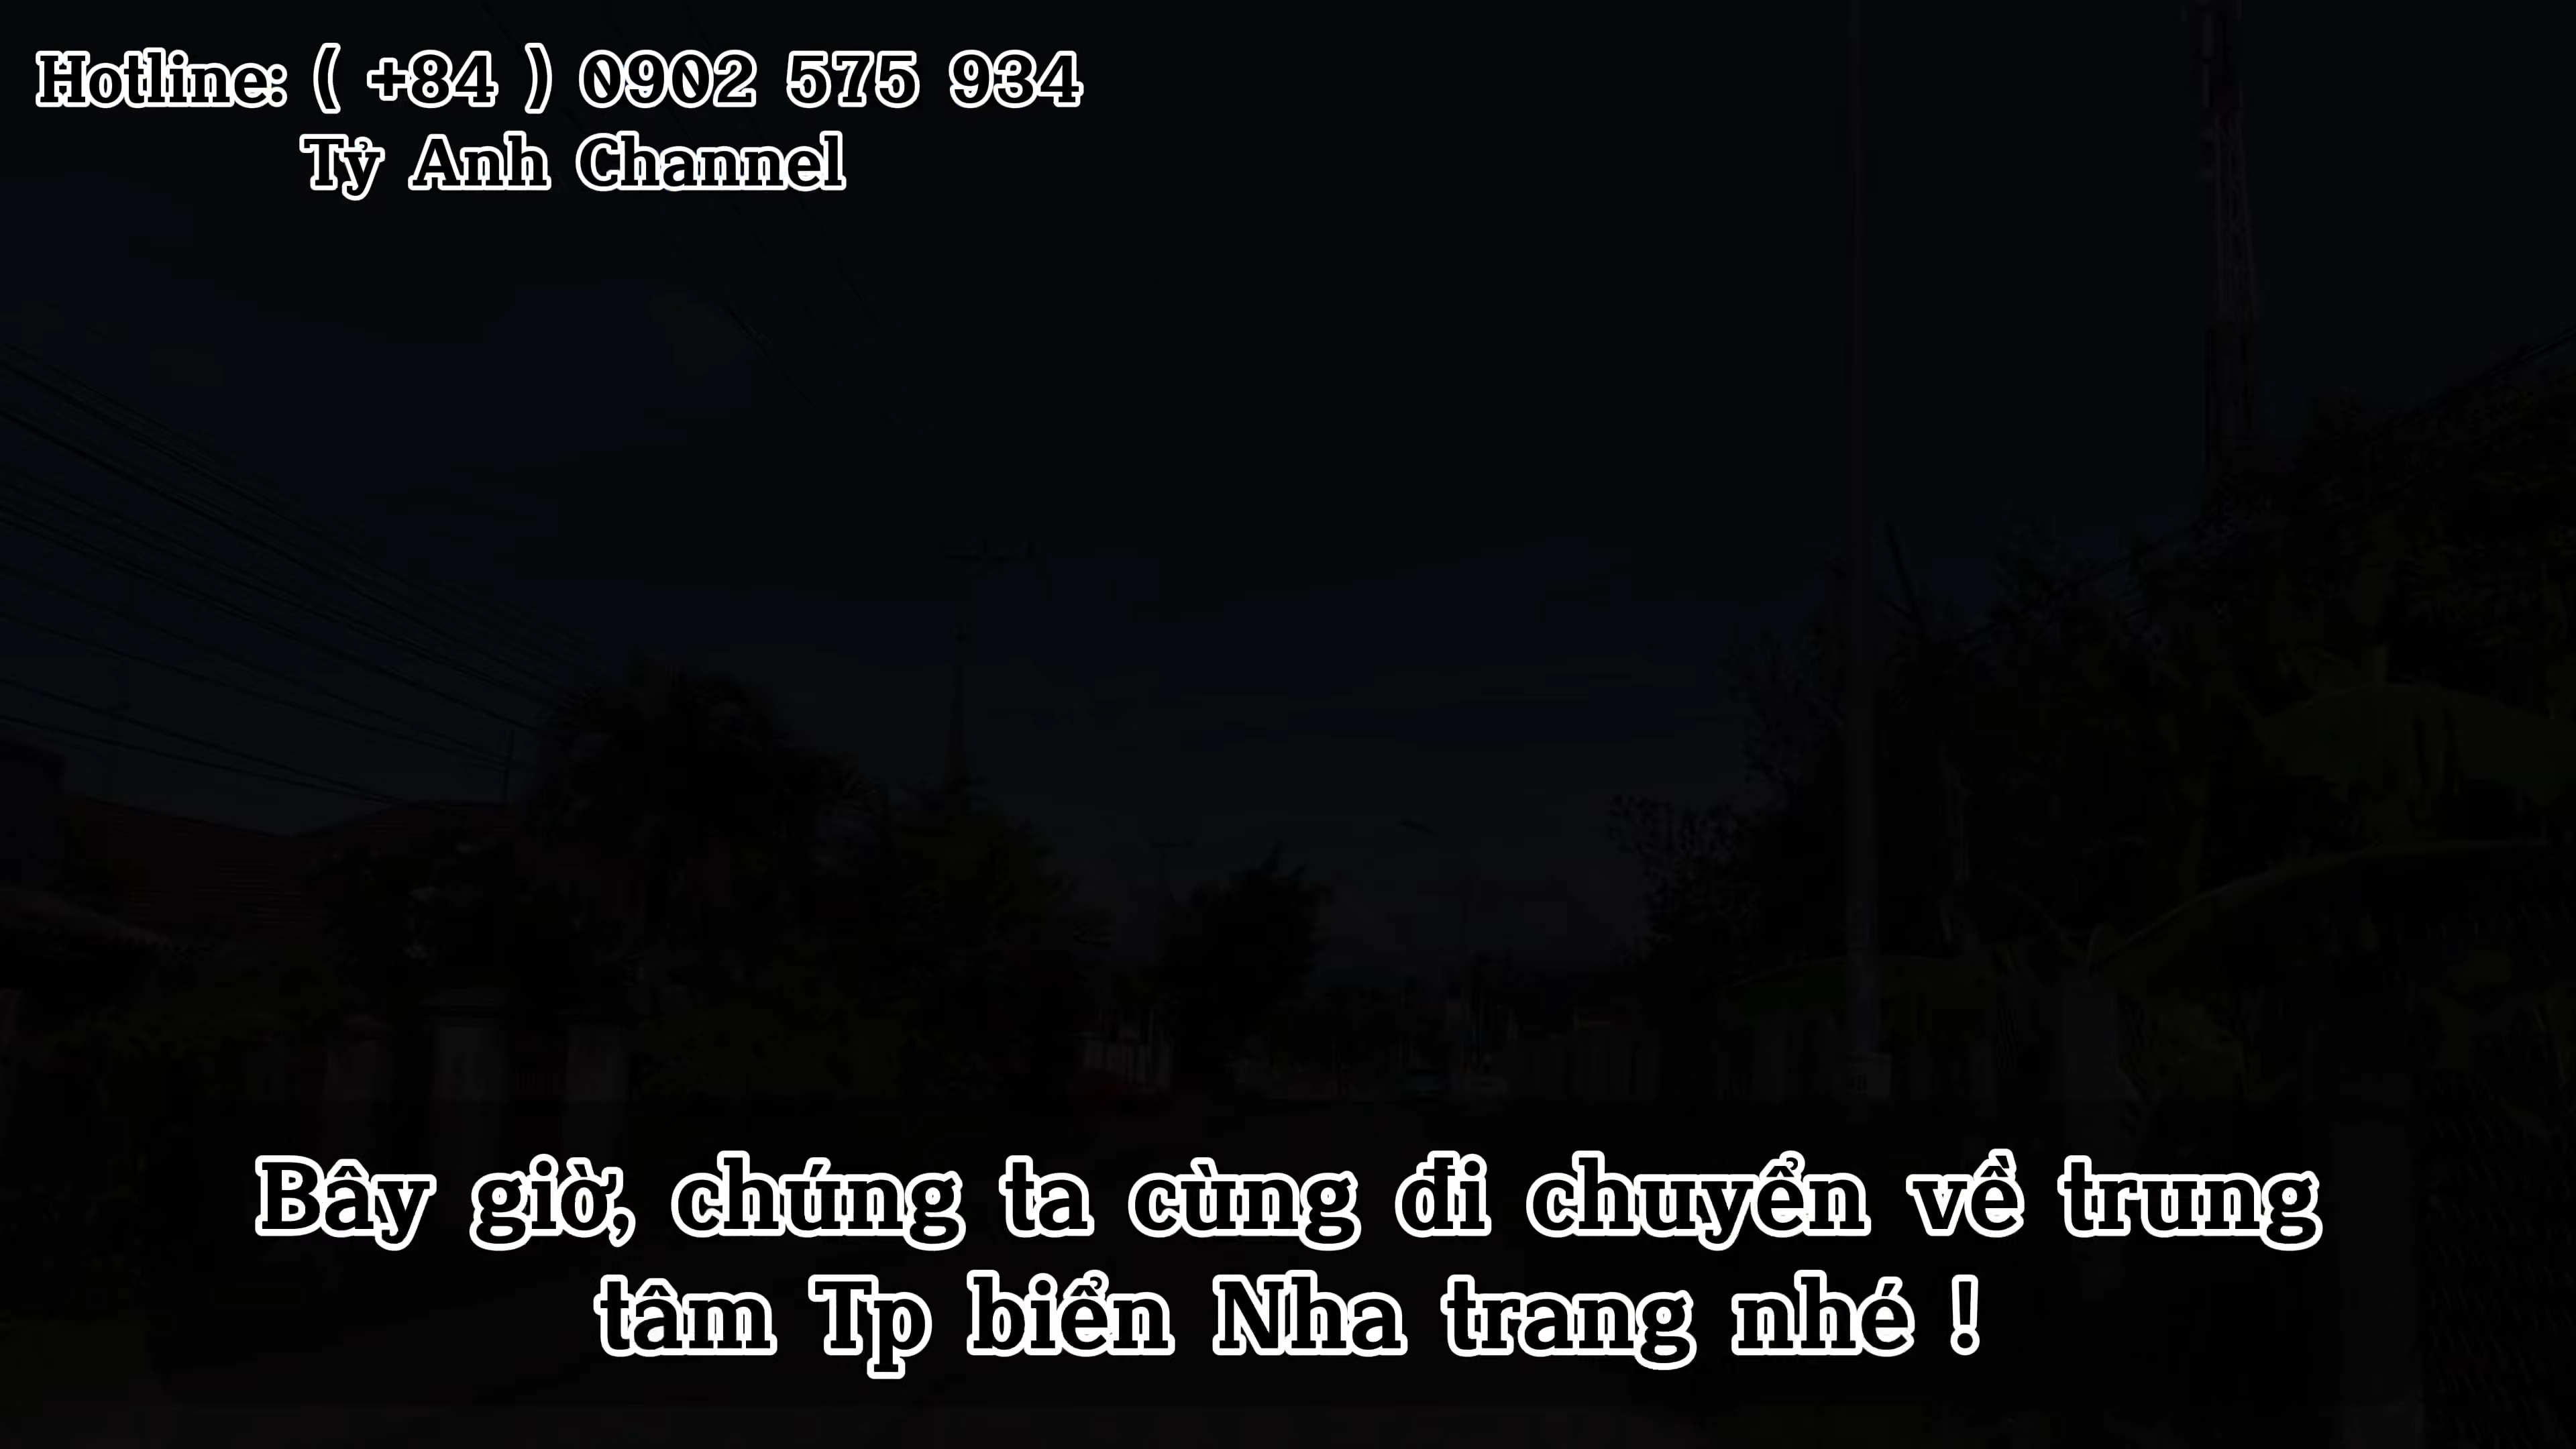 Hotline: ( +84 ) 0902 575 934
Tỷ Anh Channel
Bây giờ, chúng ta cùng đi chuyển về trung
tâm Tp biển Nha trang nhé !